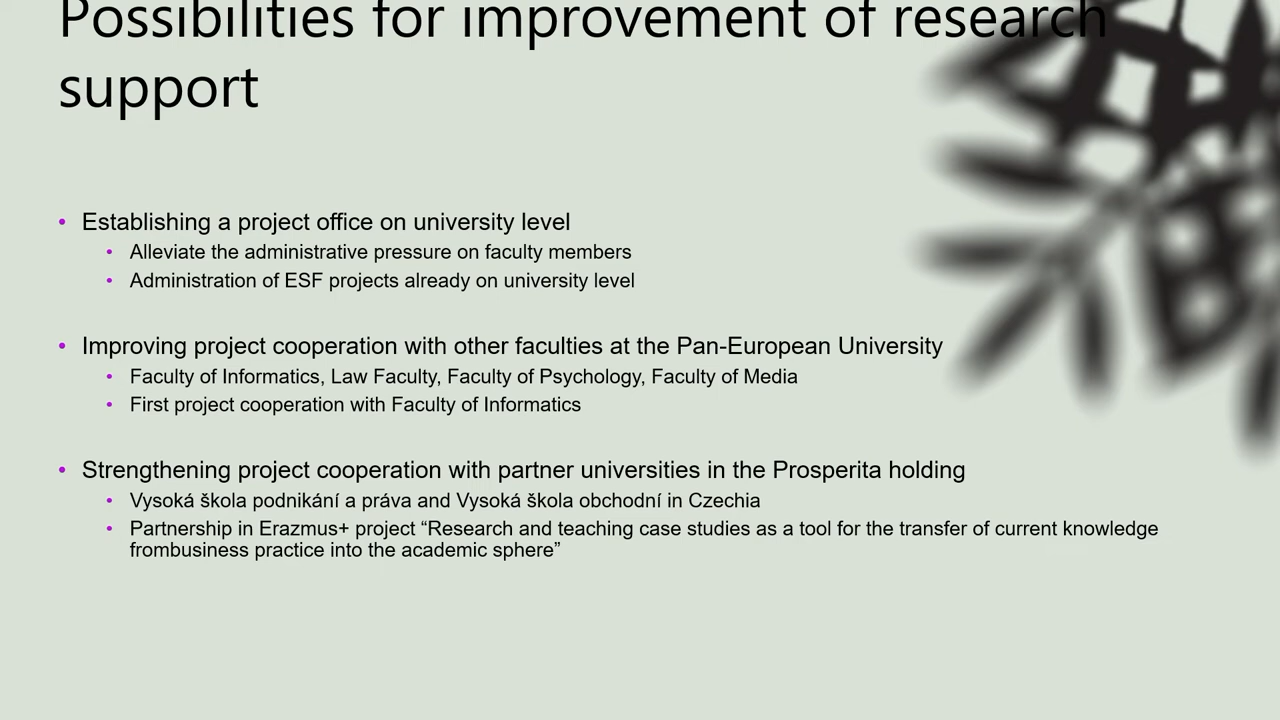 Possibilities for improvement of research
support
• Establishing a project office on university level
• Alleviate the administrative pressure on faculty members
• Administration of ESF projects already on university level
• Improving project cooperation with other faculties at the Pan-European University
• Faculty of Informatics, Law Faculty, Faculty of Psychology, Faculty of Media
• First project cooperation with Faculty of Informatics
• Strengthening project cooperation with partner universities in the Prosperita holding
• Vysoká škola podnikání a práva and Vysoká škola obchodní in Czechia
• Partnership in Erazmus+ project “Research and teaching case studies as a tool for the transfer of current knowledge
frombusiness practice into the academic sphere”